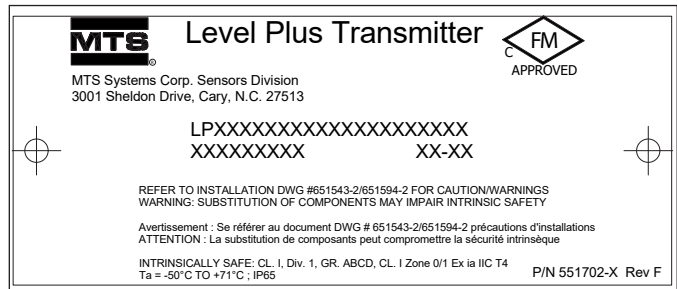 MTS
®
Level Plus Transmitter
C FM
APPROVED
MTS Systems Corp. Sensors Division
3001 Sheldon Drive, Cary, N.C. 27513
LPXXXXXXXXXXXXXXXXXXXX
XXXXXXXXX XX-XX
REFER TO INSTALLATION DWG #651543-2/651594-2 FOR CAUTION/WARNINGS
WARNING: SUBSTITUTION OF COMPONENTS MAY IMPAIR INTRINSIC SAFETY
Avertissement : Se référer au document DWG # 651543-2/651594-2 précautions d'installations
ATTENTION : La substitution de composants peut compromettre la sécurité intrinsèque
INTRINSICALLY SAFE: CL. I, Div. 1, GR. ABCD, CL. I Zone 0/1 Ex ia IIC T4
Ta = -50°C TO +71°C ; IP65
P/N 551702-X Rev F